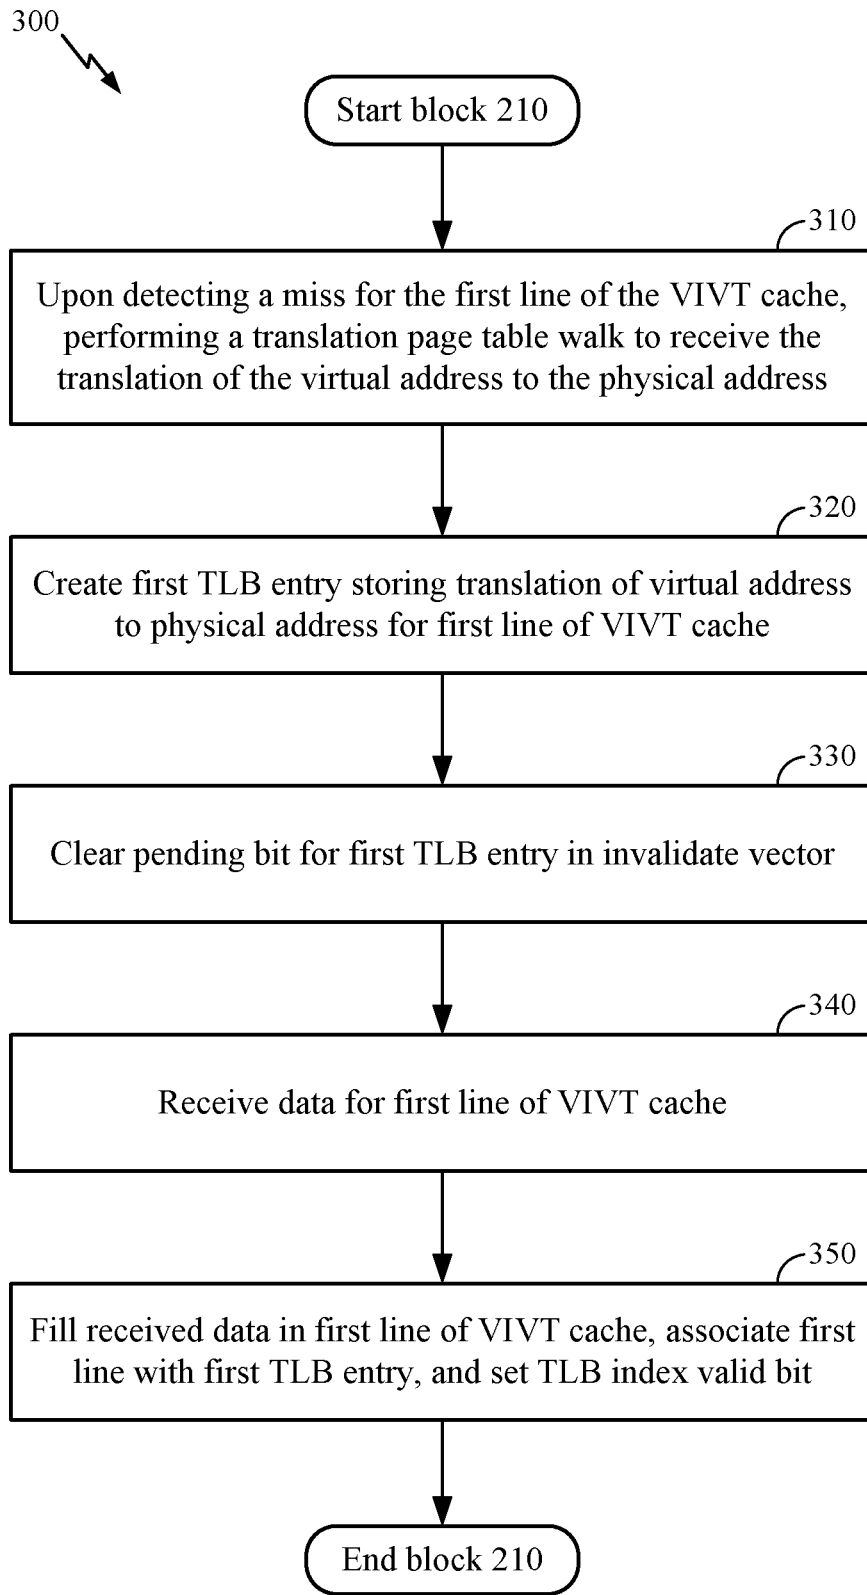 300
Start block 210
310
Upon detecting a miss for the first line of the VIVT cache,
performing a translation page table walk to receive the
translation of the virtual address to the physical address
320
Create first TLB entry storing translation of virtual address
to physical address for first line of VIVT cache
330
Clear pending bit for first TLB entry in invalidate vector
340
Receive data for first line of VIVT cache
350
Fill received data in first line of VIVT cache, associate first
line with first TLB entry, and set TLB index valid bit
End block 210